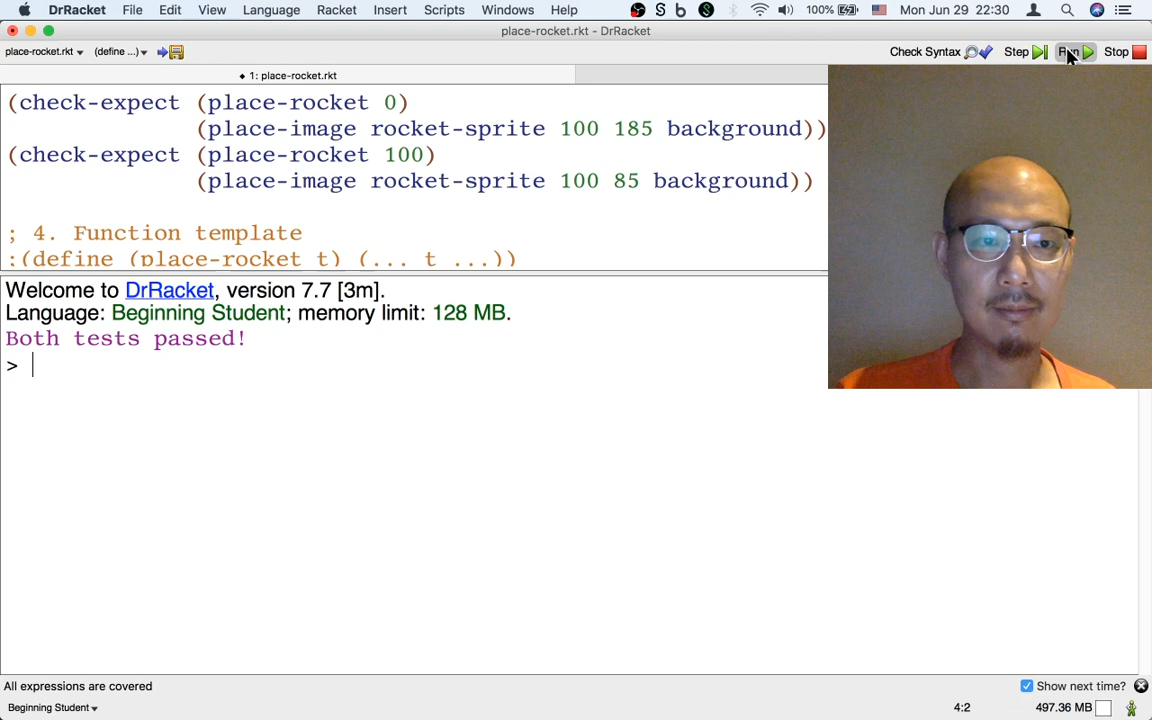 DrRacket File Edit View Language Racket Insert Scripts Windows Help 100% Mon Jun 29 22:30
place-rocket.rkt - DrRacket
place-rocket.rkt (define ...) Check Syntax Step Run Stop
1: place-rocket.rkt
(check-expect (place-rocket 0)
(place-image rocket-sprite 100 185 background))
(check-expect (place-rocket 100)
(place-image rocket-sprite 100 85 background))
; 4. Function template
;(define (place-rocket t) (... t ...))
Welcome to DrRacket, version 7.7 [3m].
Language: Beginning Student; memory limit: 128 MB.
Both tests passed!
>
All expressions are covered Show next time?
Beginning Student 4:2 497.36 MB